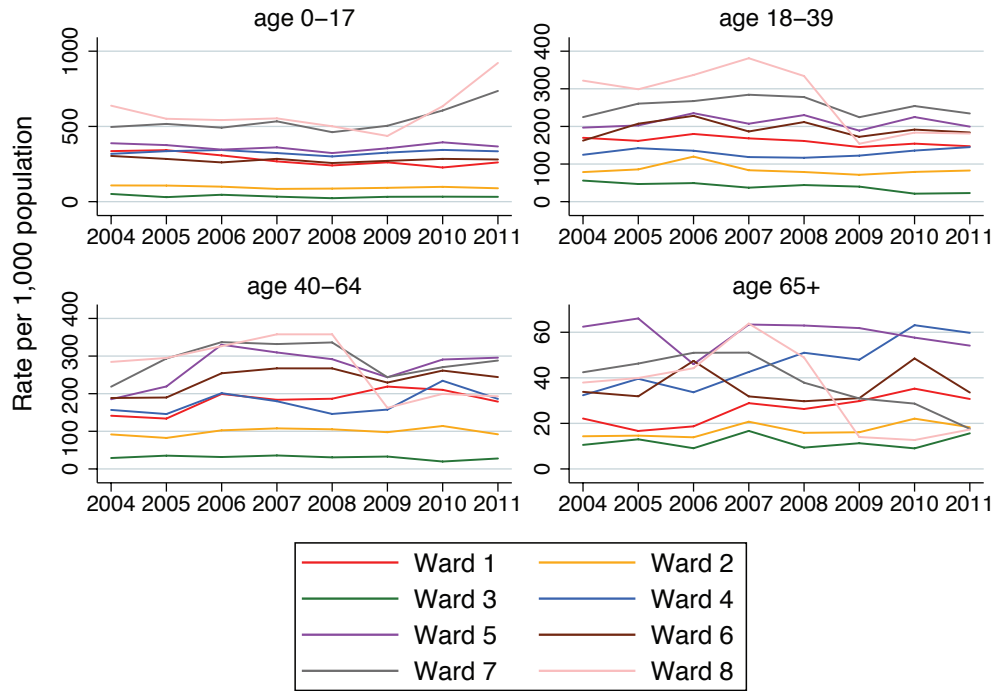 age 0–17
age 18–39
Rate per 1,000 population
0 500 1000
2004 2005 2006 2007 2008 2009 2010 2011
0 100 200 300 400
2004 2005 2006 2007 2008 2009 2010 2011
age 40–64
age 65+
0 100 200 300 400
2004 2005 2006 2007 2008 2009 2010 2011
0 20 40 60
2004 2005 2006 2007 2008 2009 2010 2011
Ward 1 Ward 2
Ward 3 Ward 4
Ward 5 Ward 6
Ward 7 Ward 8